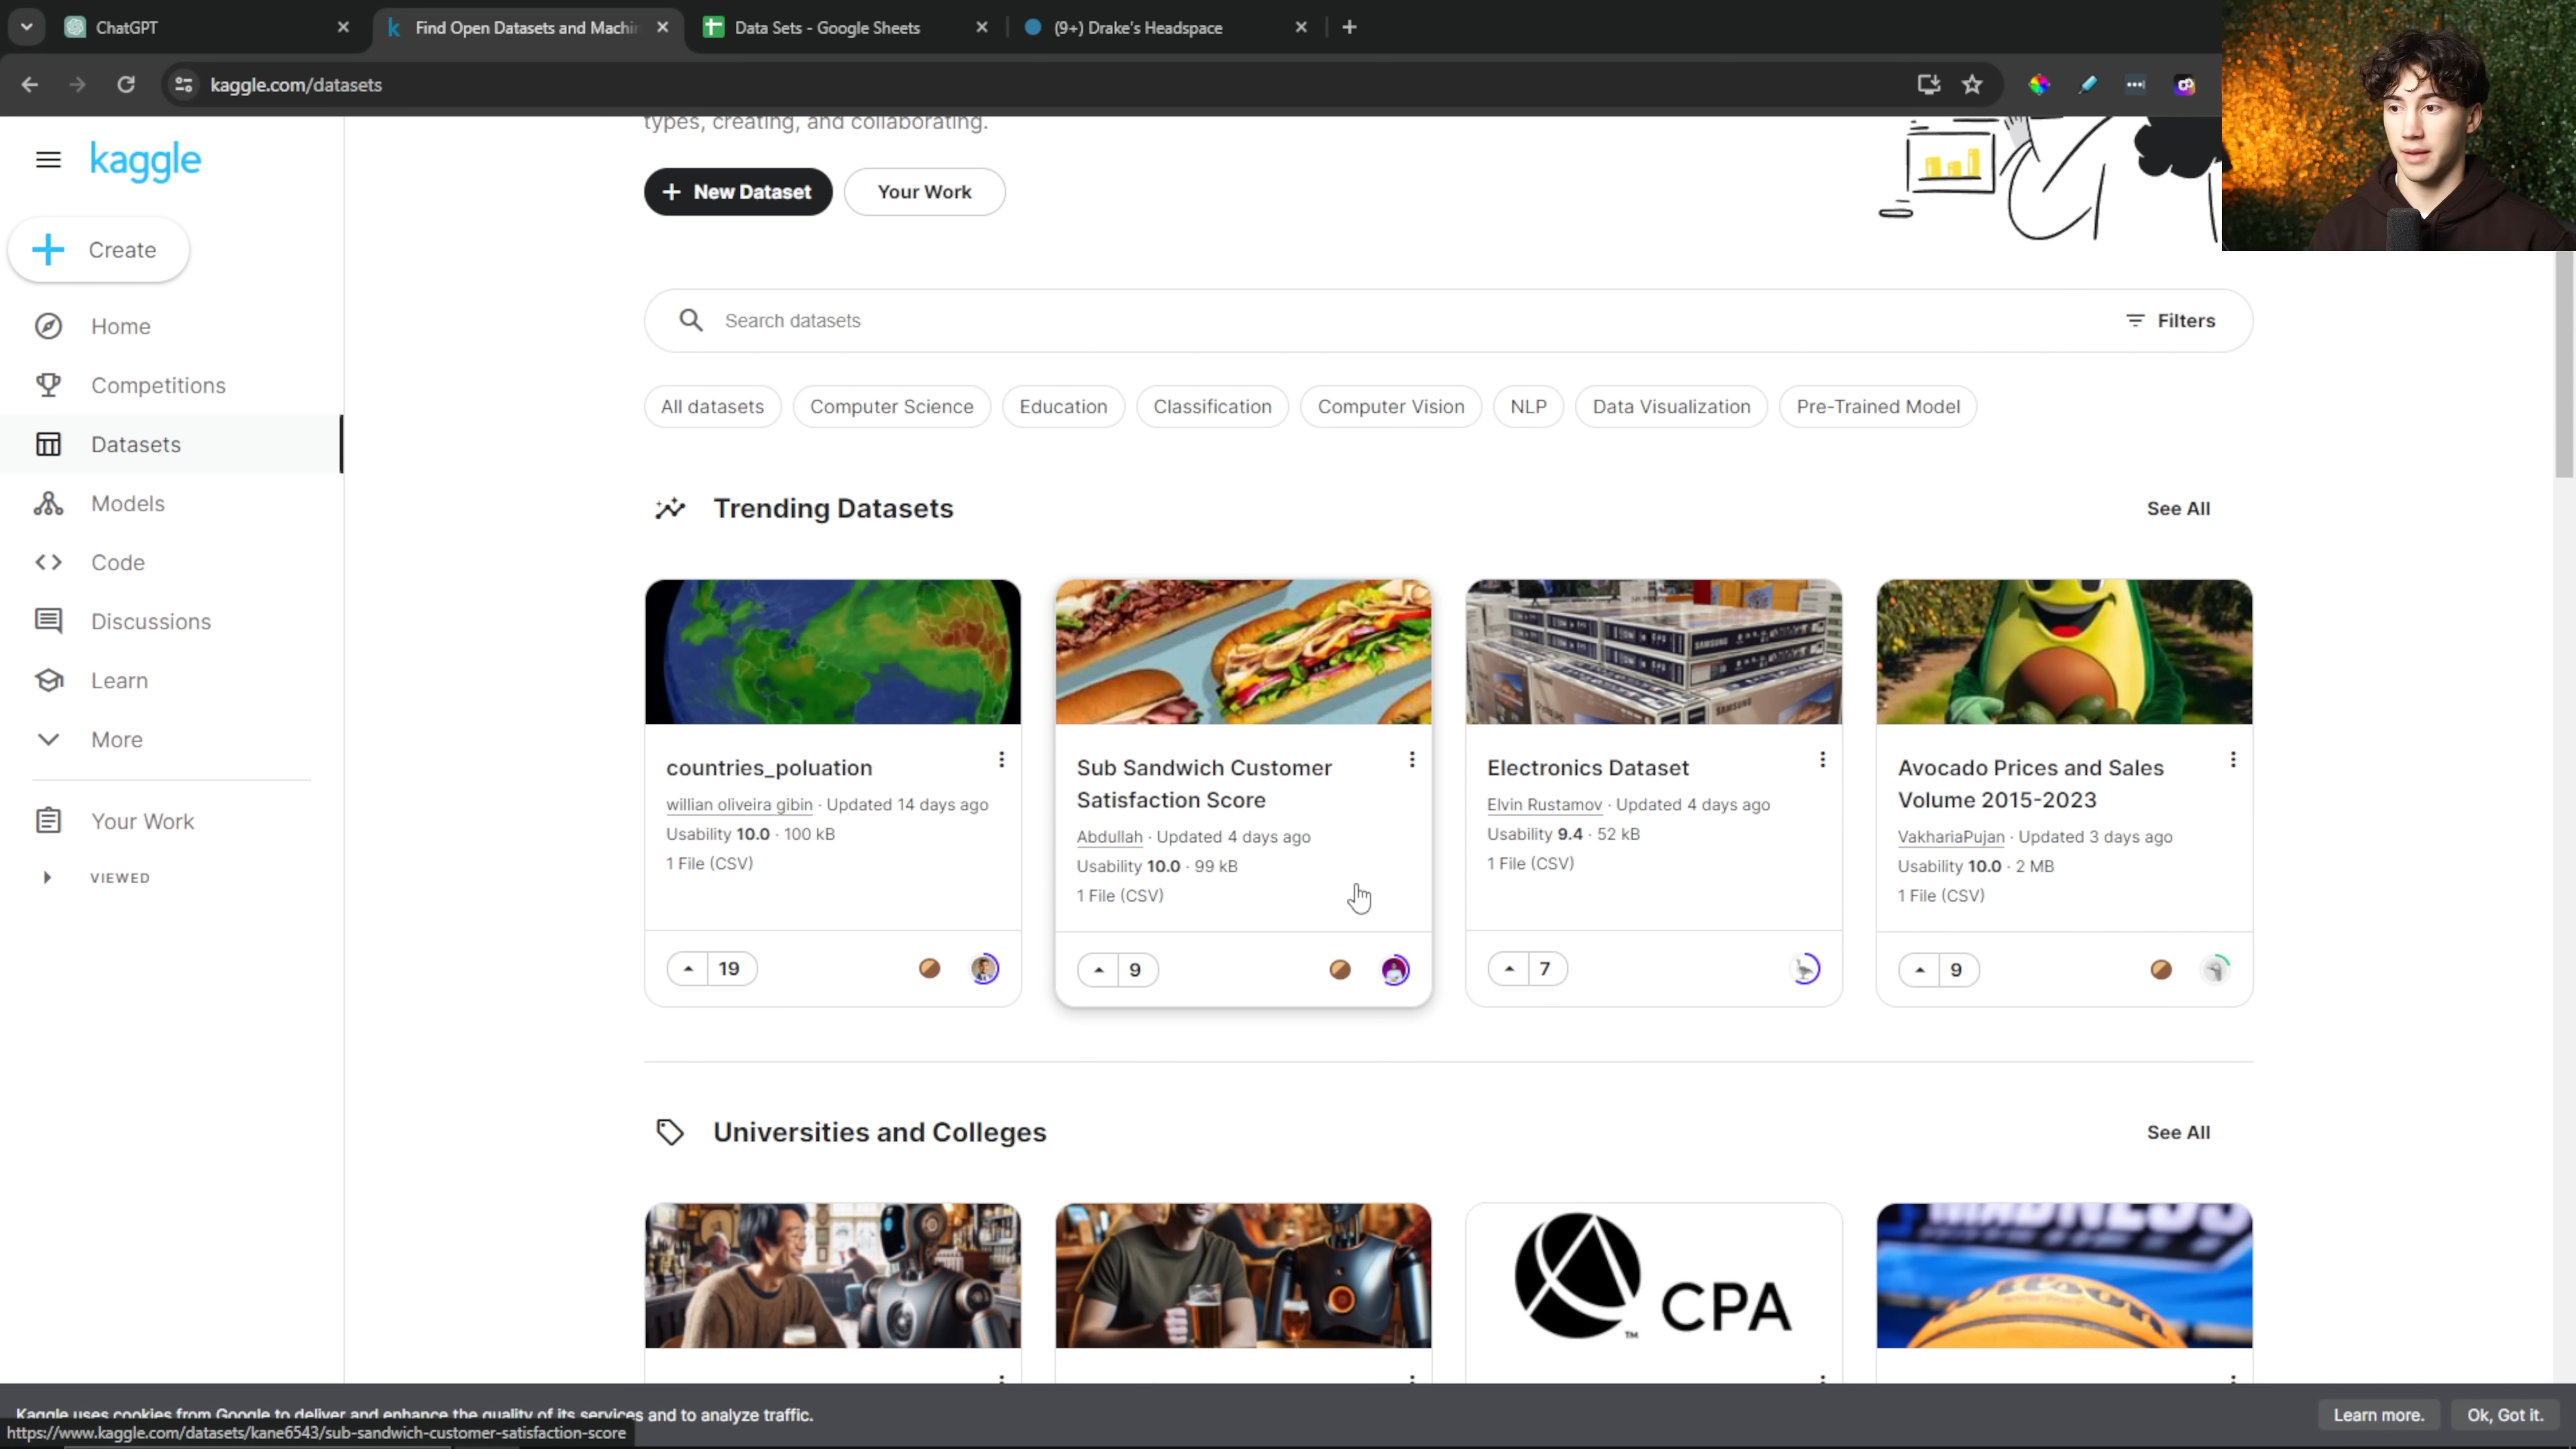 ChatGPT
Find Open Datasets and Machin
Data Sets - Google Sheets
(9+) Drake's Headspace
kaggle.com/datasets
types, creating, and collaborating.
kaggle
New Dataset
Your Work
Create
Home
Competitions
Datasets
Models
Code
Discussions
Learn
More
Your Work
VIEWED
Search datasets
Filters
All datasets
Computer Science
Education
Classification
Computer Vision
NLP
Data Visualization
Pre-Trained Model
Trending Datasets
See All
SAMSUNG
SAMSUNG
countries_poluation
willian oliveira gibin · Updated 14 days ago
Usability 10.0 · 100 kB
1 File (CSV)
19
Sub Sandwich Customer
Satisfaction Score
Abdullah · Updated 4 days ago
Usability 10.0 · 99 kB
1 File (CSV)
9
Electronics Dataset
Elvin Rustamov · Updated 4 days ago
Usability 9.4 · 52 kB
1 File (CSV)
7
Avocado Prices and Sales
Volume 2015-2023
VakhariaPujan · Updated 3 days ago
Usability 10.0 · 2 MB
1 File (CSV)
9
Universities and Colleges
See All
CPA
TM
Kaggle uses cookies from Google to deliver and enhance the quality of its services and to analyze traffic.
Learn more.
Ok, Got it.
https://www.kaggle.com/datasets/kane6543/sub-sandwich-customer-satisfaction-score